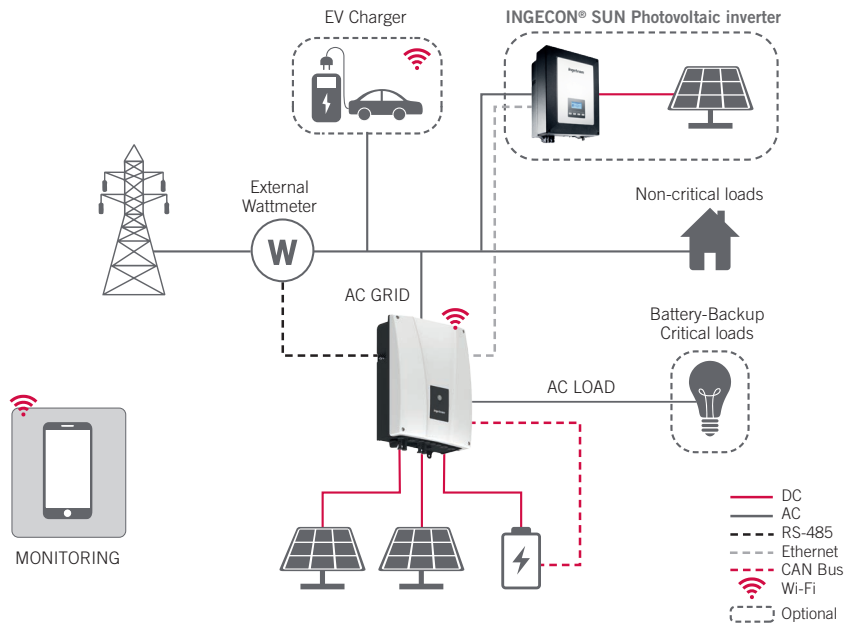 EV Charger
INGECON® SUN Photovoltaic inverter
External
Wattmeter
W
Non-critical loads
AC GRID
Battery-Backup
Critical loads
AC LOAD
MONITORING
DC
AC
RS-485
Ethernet
CAN Bus
Wi-Fi
Optional